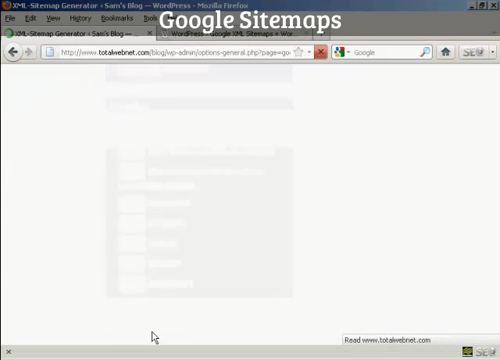 XML-Sitemap Generator ‹ Sam's Blog — WordPress - Mozilla Firefox
Google Sitemaps
File Edit View History Bookmarks Tools Help
XML-Sitemap Generator ‹ Sam's Blog — ...
WordPress › Google XML Sitemaps « Wor...
http://www.totalwebnet.com/blog/wp-admin/options-general.php?page=go
Google
SEO
Read www.totalwebnet.com
SEO